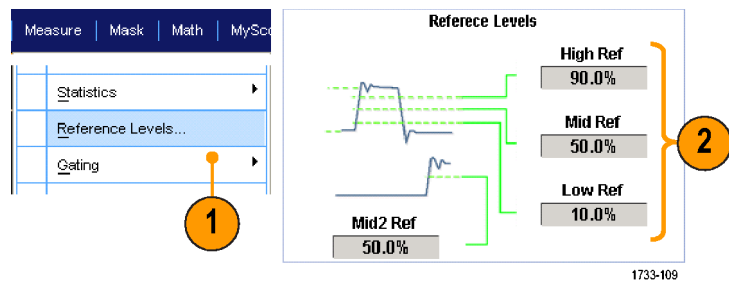 Measure | Mask | Math | MySco
Statistics
Reference Levels...
Gating
1
Referece Levels
High Ref
90.0%
Mid Ref
50.0%
Low Ref
10.0%
2
Mid2 Ref
50.0%
1733-109